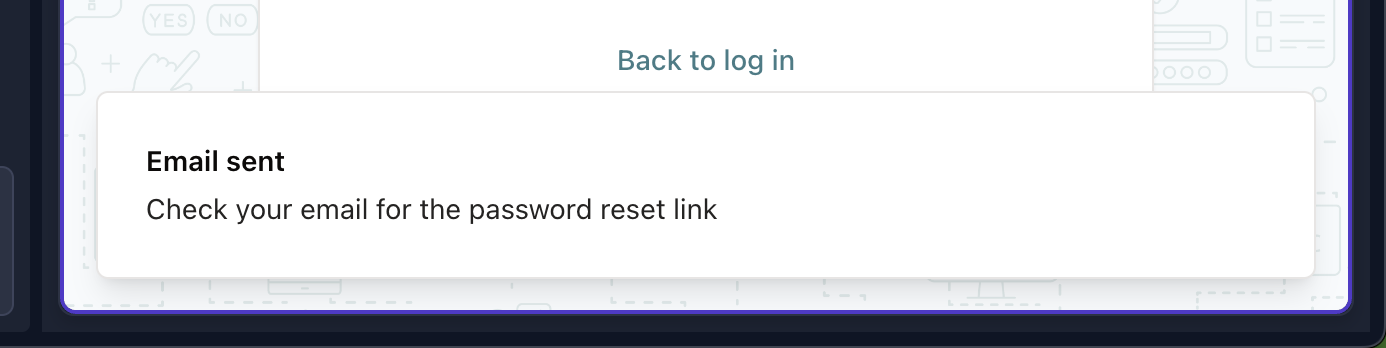 YES NO
Back to log in
Email sent
Check your email for the password reset link